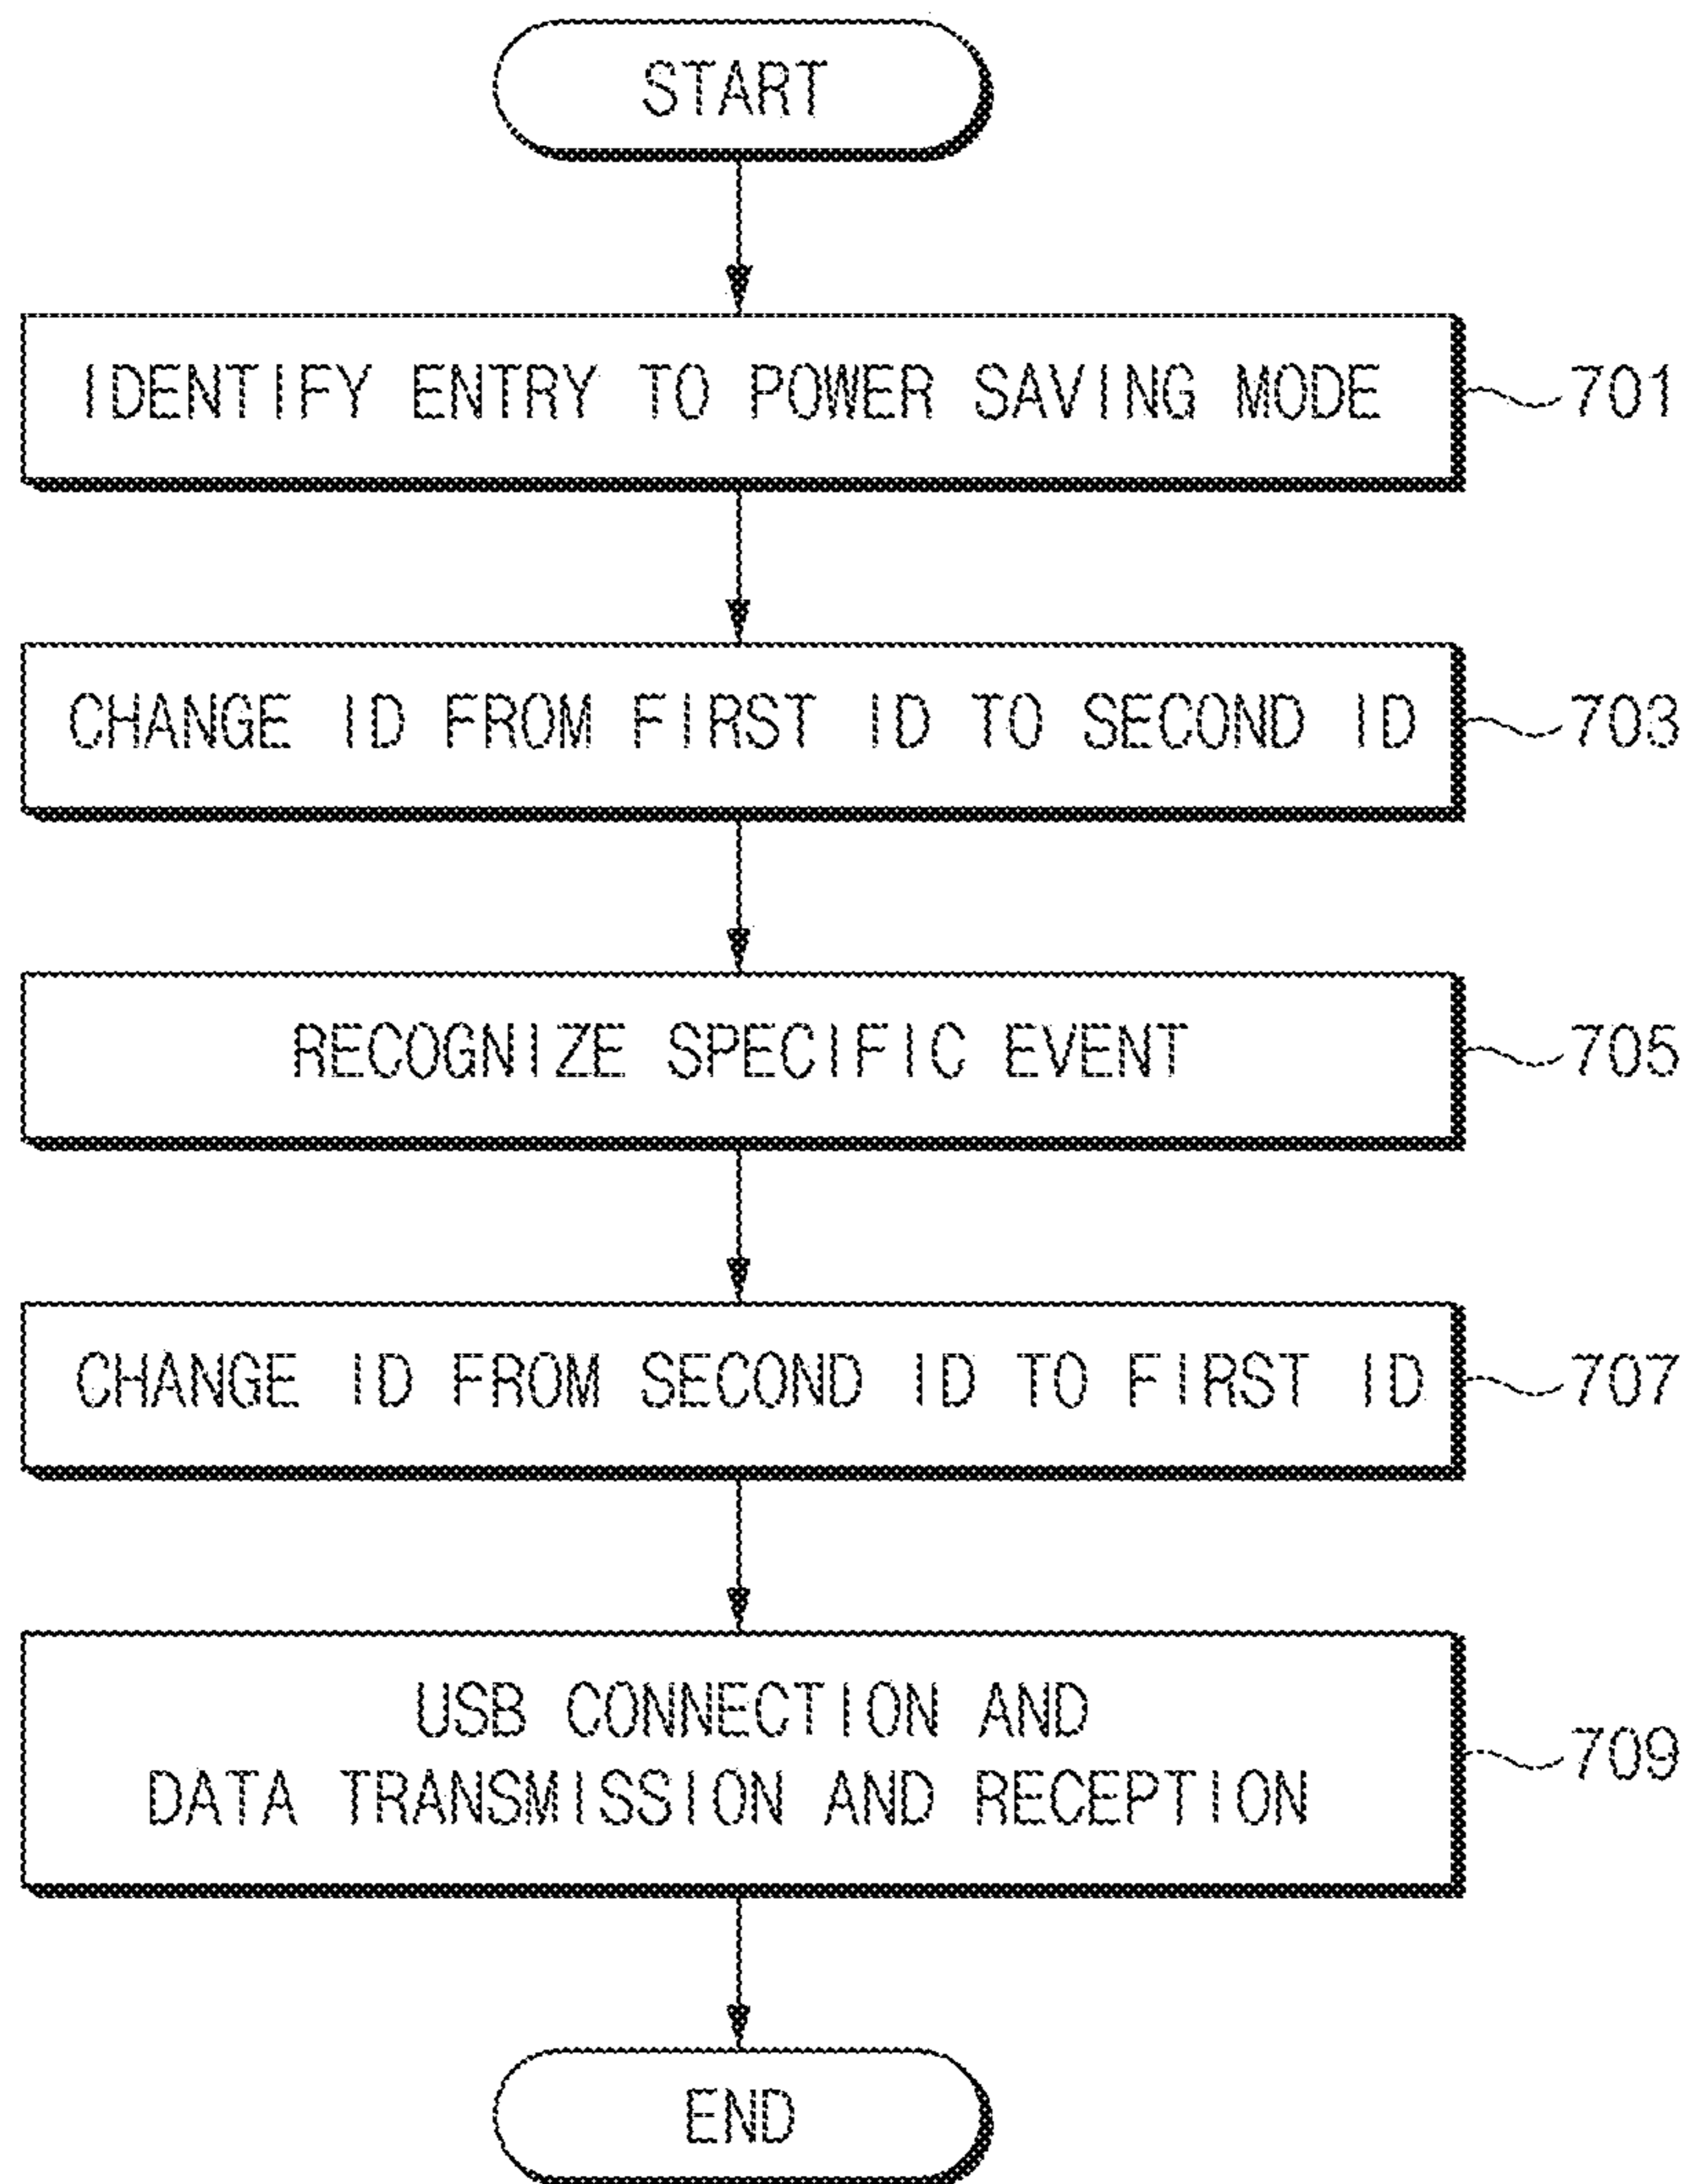 START
IDENTIFY ENTRY TO POWER SAVING MODE
701
CHANGE ID FROM FIRST ID TO SECOND ID
703
RECOGNIZE SPECIFIC EVENT
705
CHANGE ID FROM SECOND ID TO FIRST ID
707
USB CONNECTION AND
DATA TRANSMISSION AND RECEPTION
709
END